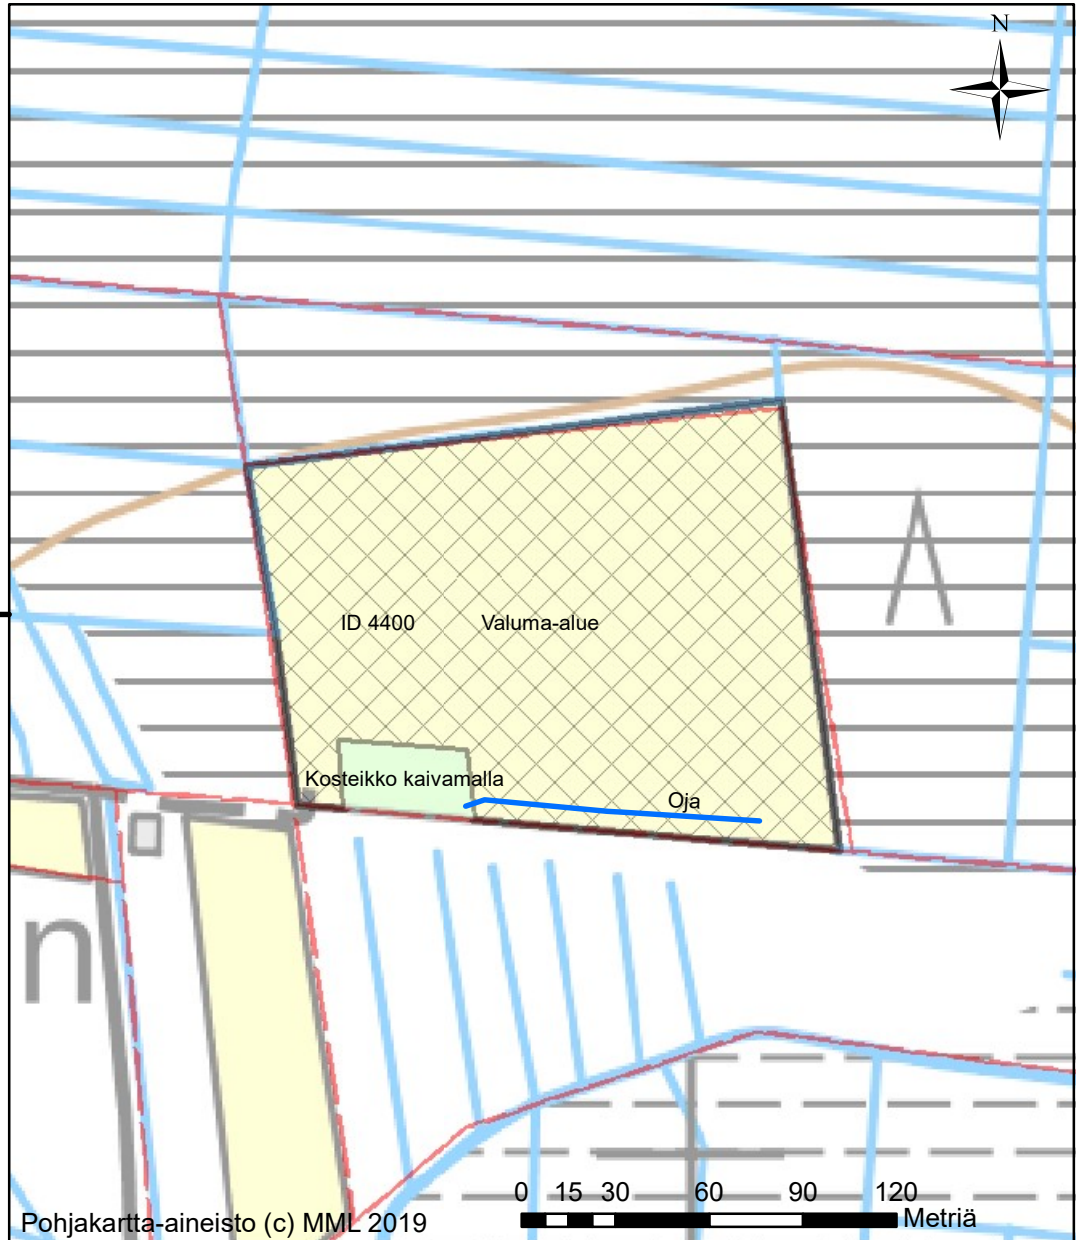 N
ID 4400 Valuma-alue
Kosteikko kaivamalla
Oja
n
0 15 30 60 90 120
Metriä
Pohjakartta-aineisto (c) MML 2019